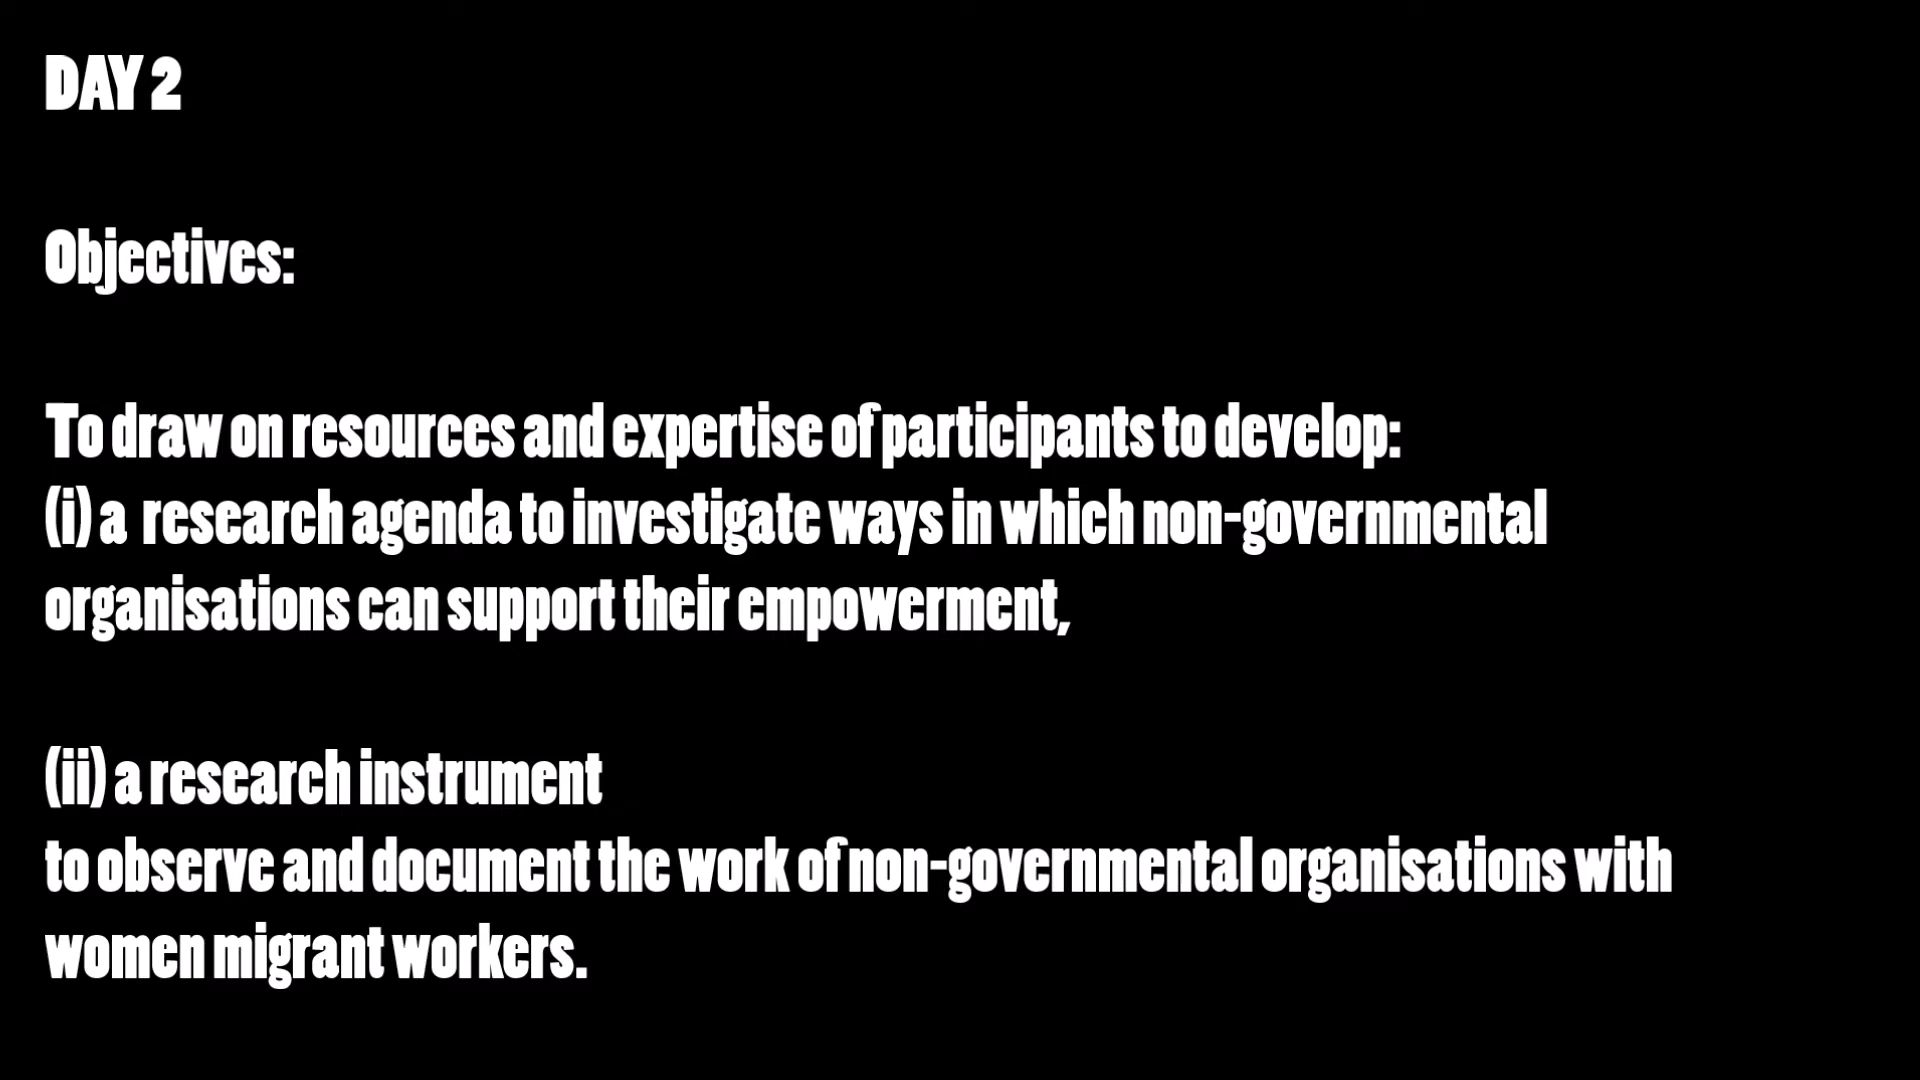 DAY 2
Objectives:
To draw on resources and expertise of participants to develop:
(i) a research agenda to investigate ways in which non-governmental
organisations can support their empowerment,
(ii) a research instrument
to observe and document the work of non-governmental organisations with
women migrant workers.